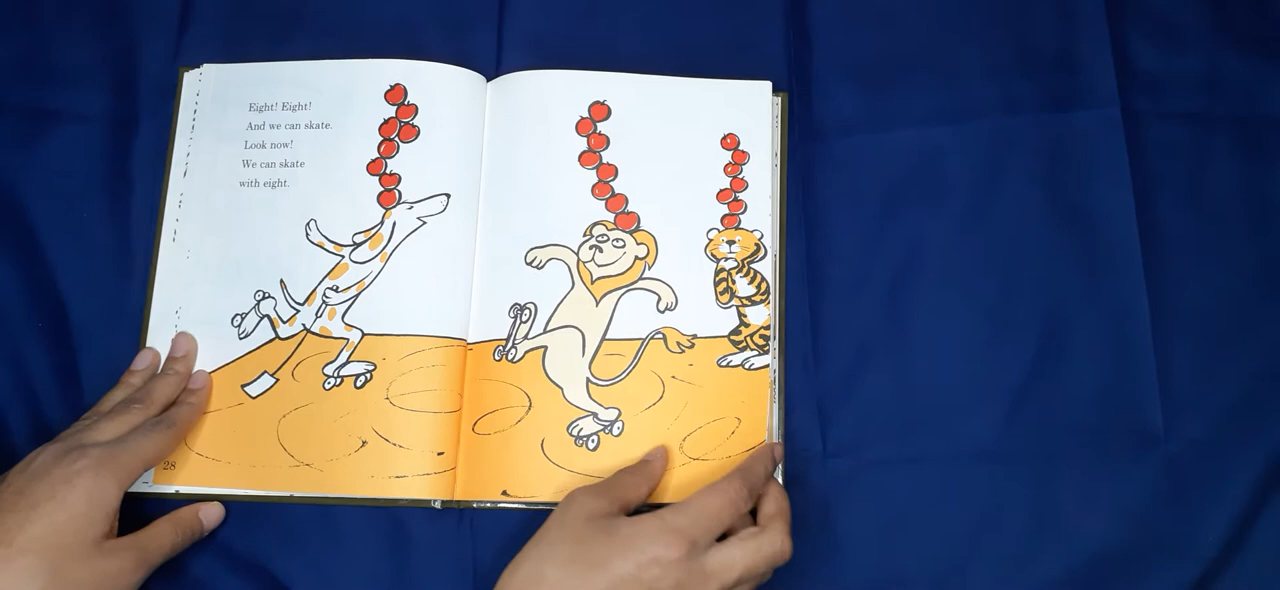 Eight! Eight!
And we can skate.
Look now!
We can skate
with eight.
28